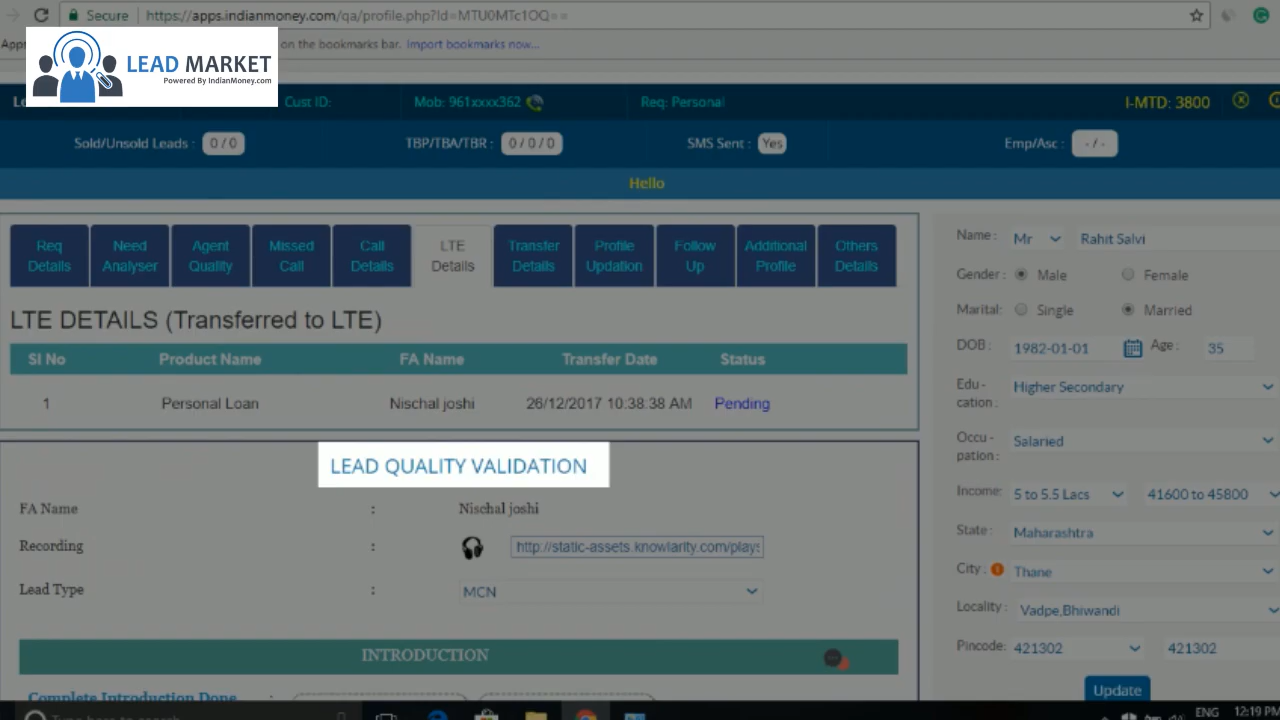 Secure https://apps.indianmoney.com/qa/profile.php?Id=MTU0MTc1OQ==
on the bookmarks bar. Import bookmarks now...
LEAD MARKET
Powered By IndianMoney.com
Cust ID: Mob: 961xxxx362 Req: Personal I-MTD: 3800
Sold/Unsold Leads : 0 / 0 TBP/TBA/TBR : 0 / 0 / 0 SMS Sent : Yes Emp/Asc : - / -
Hello
Req Details
Need Analyser
Agent Quality
Missed Call
Call Details
LTE Details
Transfer Details
Profile Updation
Follow Up
Additional Profile
Others Details
LTE DETAILS (Transferred to LTE)
SI No Product Name FA Name Transfer Date Status
1 Personal Loan Nischal joshi 26/12/2017 10:38:38 AM Pending
LEAD QUALITY VALIDATION
FA Name : Nischal joshi
Recording : http://static-assets.knowlarity.com/plays
Lead Type : MCN
INTRODUCTION
Complete Introduction Done :
Name : Mr Rahit Salvi
Gender : Male Female
Marital: Single Married
DOB : 1982-01-01 Age : 35
Edu -
cation : Higher Secondary
Occu -
pation : Salaried
Income: 5 to 5.5 Lacs 41600 to 45800
State : Maharashtra
City : Thane
Locality : Vadpe,Bhiwandi
Pincode: 421302 421302
Update
Type here to search
ENG 12:19 PM